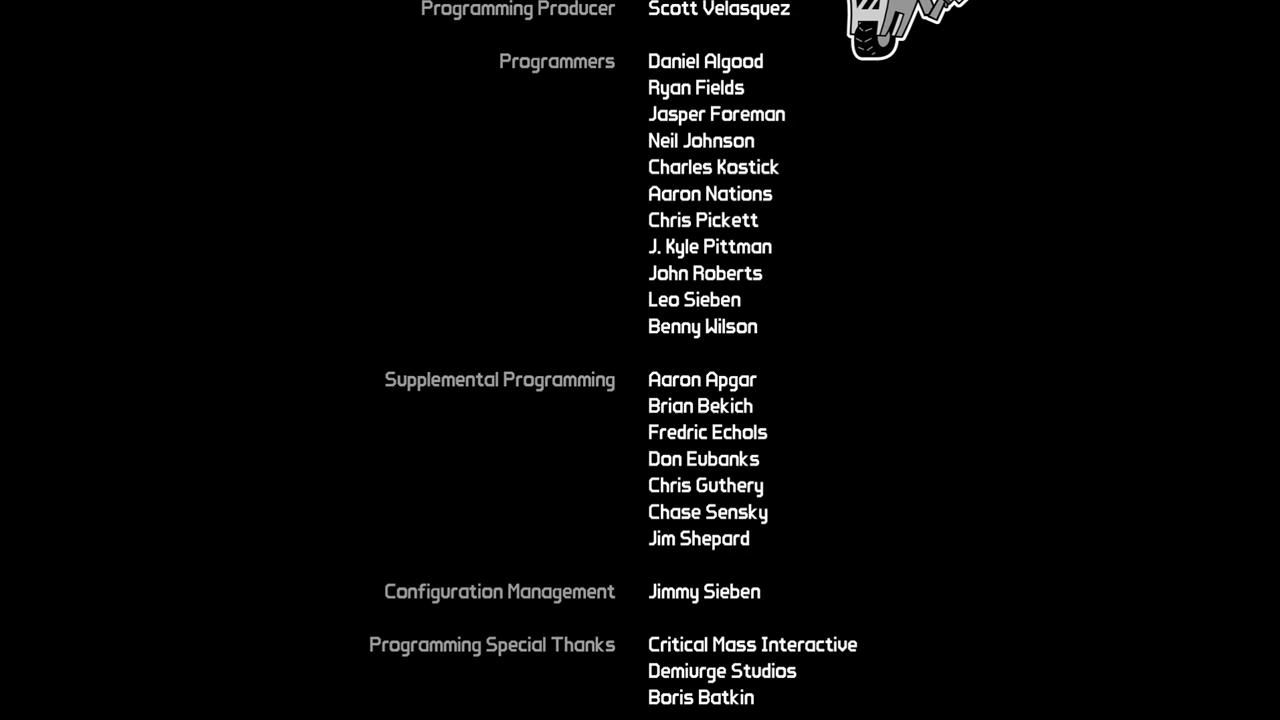 Programming Producer Scott Velasquez
Programmers Daniel Algood
Ryan Fields
Jasper Foreman
Neil Johnson
Charles Kostick
Aaron Nations
Chris Pickett
J. Kyle Pittman
John Roberts
Leo Sieben
Benny Wilson
Supplemental Programming Aaron Apgar
Brian Bekich
Fredric Echols
Don Eubanks
Chris Guthery
Chase Sensky
Jim Shepard
Configuration Management Jimmy Sieben
Programming Special Thanks Critical Mass Interactive
Demiurge Studios
Boris Batkin